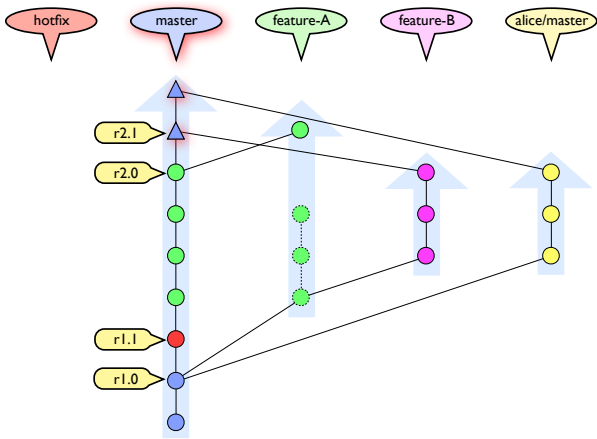 hotfix
master
feature-A
feature-B
alice/master
r2.1
r2.0
r1.1
r1.0